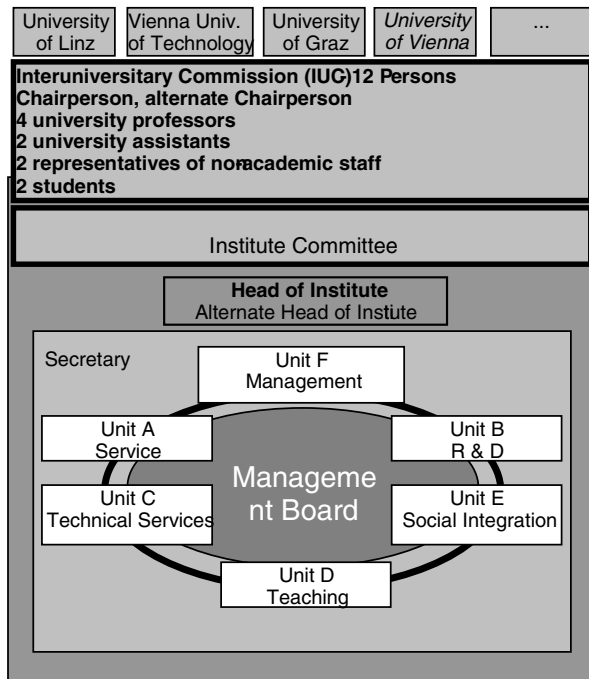 University
of Linz
Vienna Univ.
of Technology
University
of Graz
University
of Vienna
...
Interuniversitary Commission (IUC)-12 Persons
Chairperson, alternate Chairperson
4 university professors
2 university assistants
2 representatives of non-academic staff
2 students
Institute Committee
Head of Institute
Alternate Head of Institute
Secretary
Unit F
Management
Unit A
Service
Unit B
R & D
Manageme
nt Board
Unit C
Technical Services
Unit E
Social Integration
Unit D
Teaching